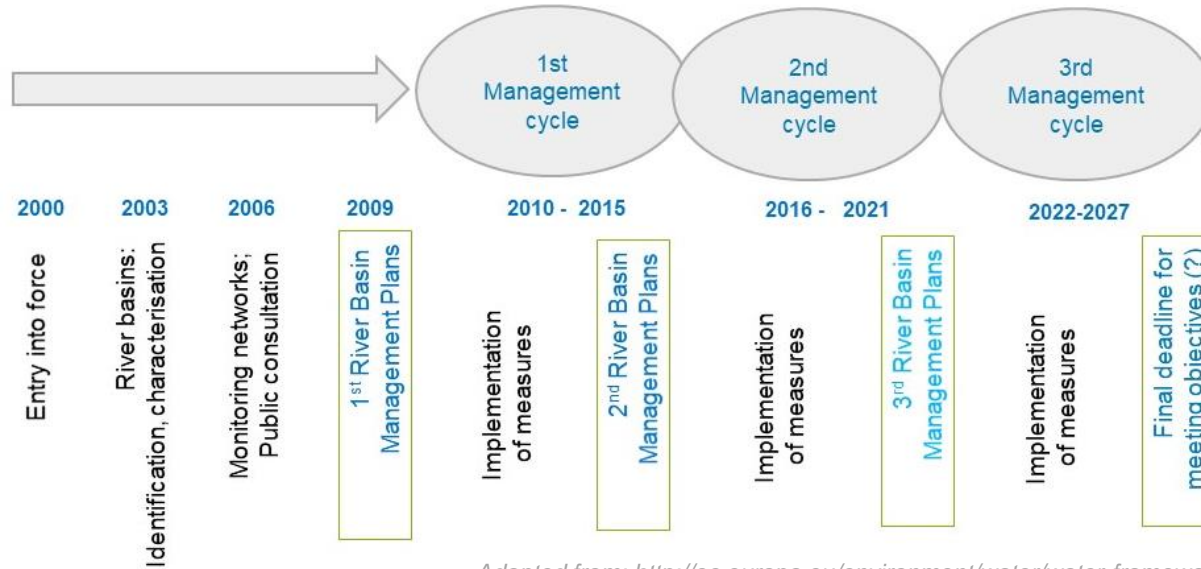 1st
Management
cycle
2nd
Management
cycle
3rd
Management
cycle
2000
2003
2006
2009
2010 - 2015
2016 - 2021
2022-2027
Entry into force
River basins:
Identification, characterisation
Monitoring networks;
Public consultation
1st River Basin
Management Plans
Implementation
of measures
2nd River Basin
Management Plans
Implementation
of measures
3rd River Basin
Management Plans
Implementation
of measures
Final deadline for
meeting objectives (?)